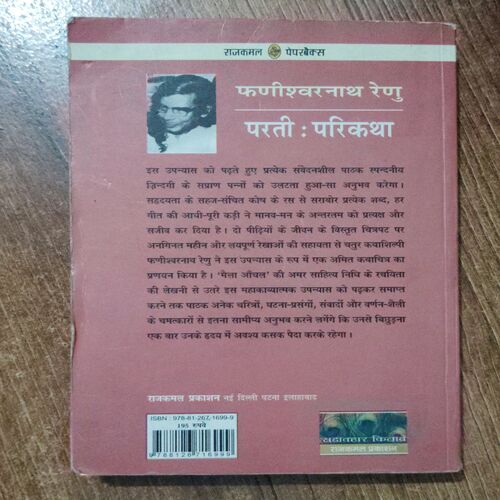 राजकमल पेपरबैक्स
फणीश्वरनाथ रेणु
परती : परिकथा
इस उपन्यास को पढ़ते हुए प्रत्येक संवेदनशील पाठक स्पन्दनीय
ज़िन्दगी के सप्राण पन्नों को उलटता हुआ-सा अनुभव करेगा।
सहृदयता के सहज-संचित कोष के रस से सराबोर प्रत्येक शब्द, हर
गीत की आधी-पूरी कड़ी ने मानव-मन के अन्तरतम को प्रत्यक्ष और
सजीव कर दिया है। दो पीढ़ियों के जीवन के विस्तृत चित्रपट पर
अनगिनत महीन और लयपूर्ण रेखाओं की सहायता से चतुर कथाशिल्पी
फणीश्वरनाथ रेणु ने इस उपन्यास के रूप में एक अमित कथाचित्र का
प्रणयन किया है। 'मैला आँचल' की अमर साहित्य निधि के रचयिता
की लेखनी से उतरे इस महाकाव्यात्मक उपन्यास को पढ़कर समाप्त
करने तक पाठक अनेक चरित्रों, घटना-प्रसंगों, संवादों और वर्णन-शैली
के चमत्कारों से इतना सामीप्य अनुभव करने लगेंगे कि उनसे बिछुड़ना
एक बार उनके हृदय में अवश्य कसक पैदा करके रहेगा।
राजकमल प्रकाशन नई दिल्ली पटना इलाहाबाद
ISBN : 978-81-267-1699-9
195 रुपये
9 788126 716999
सदाबहार किताब
राजकमल प्रकाशन